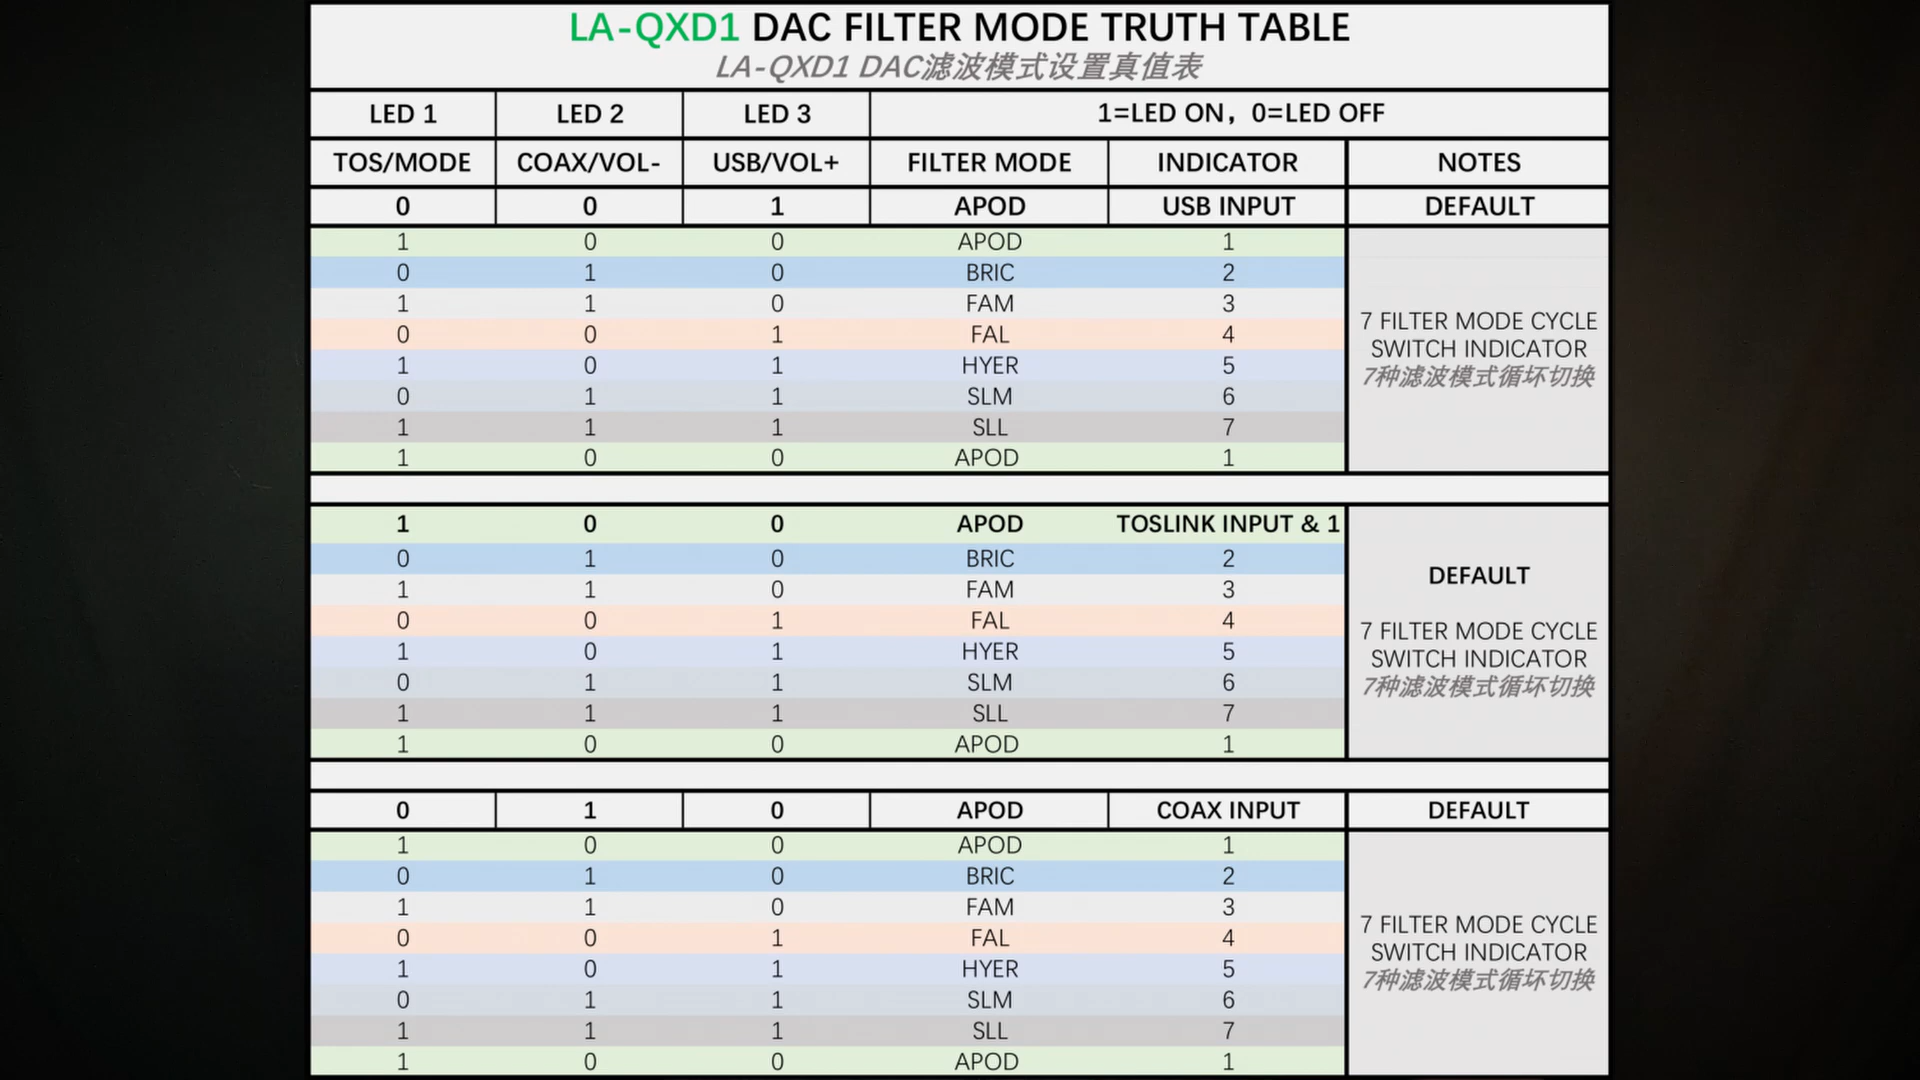 LA-QXD1 DAC FILTER MODE TRUTH TABLE
LA-QXD1 DAC滤波模式设置真值表
LED 1 LED 2 LED 3 1=LED ON，0=LED OFF
TOS/MODE COAX/VOL- USB/VOL+ FILTER MODE INDICATOR NOTES
0 0 1 APOD USB INPUT DEFAULT
1 0 0 APOD 1
0 1 0 BRIC 2
1 1 0 FAM 3
0 0 1 FAL 4
1 0 1 HYER 5
0 1 1 SLM 6
1 1 1 SLL 7
1 0 0 APOD 1
7 FILTER MODE CYCLE
SWITCH INDICATOR
7种滤波模式循环切换
1 0 0 APOD TOSLINK INPUT & 1
0 1 0 BRIC 2
1 1 0 FAM 3
0 0 1 FAL 4
1 0 1 HYER 5
0 1 1 SLM 6
1 1 1 SLL 7
1 0 0 APOD 1
DEFAULT
7 FILTER MODE CYCLE
SWITCH INDICATOR
7种滤波模式循环切换
0 1 0 APOD COAX INPUT DEFAULT
1 0 0 APOD 1
0 1 0 BRIC 2
1 1 0 FAM 3
0 0 1 FAL 4
1 0 1 HYER 5
0 1 1 SLM 6
1 1 1 SLL 7
1 0 0 APOD 1
7 FILTER MODE CYCLE
SWITCH INDICATOR
7种滤波模式循环切换